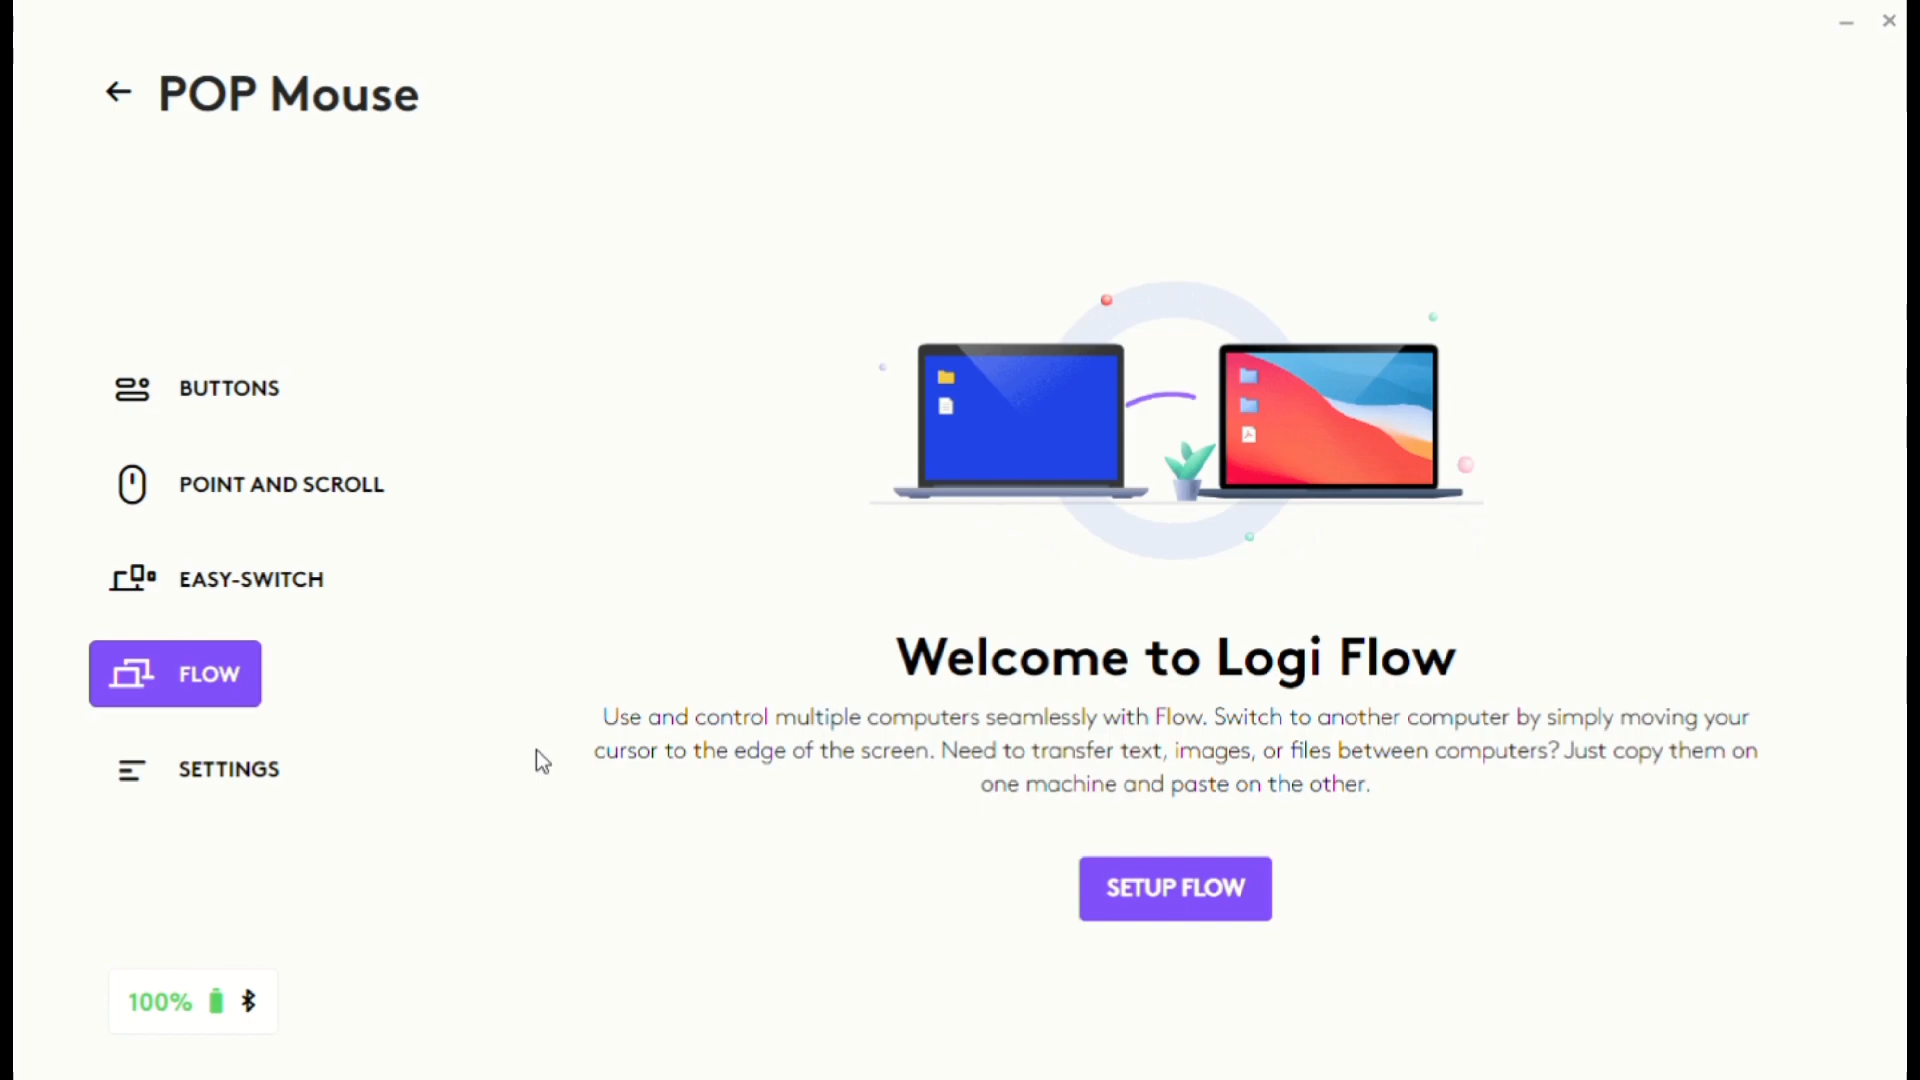 POP Mouse
BUTTONS
POINT AND SCROLL
EASY-SWITCH
FLOW
SETTINGS
100%
Welcome to Logi Flow
Use and control multiple computers seamlessly with Flow. Switch to another computer by simply moving your
cursor to the edge of the screen. Need to transfer text, images, or files between computers? Just copy them on
one machine and paste on the other.
SETUP FLOW